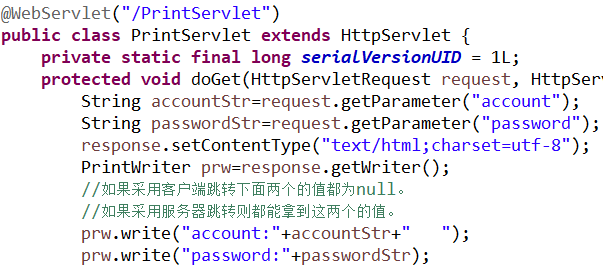 @WebServlet("/PrintServlet")
public class PrintServlet extends HttpServlet {
    private static final long serialVersionUID = 1L;
    protected void doGet(HttpServletRequest request, HttpSer
        String accountStr=request.getParameter("account");
        String passwordStr=request.getParameter("password");
        response.setContentType("text/html;charset=utf-8");
        PrintWriter prw=response.getWriter();
        //如果采用客户端跳转下面两个的值都为null。
        //如果采用服务器跳转则都能拿到这两个的值。
        prw.write("account:"+accountStr+"   ");
        prw.write("password:"+passwordStr);